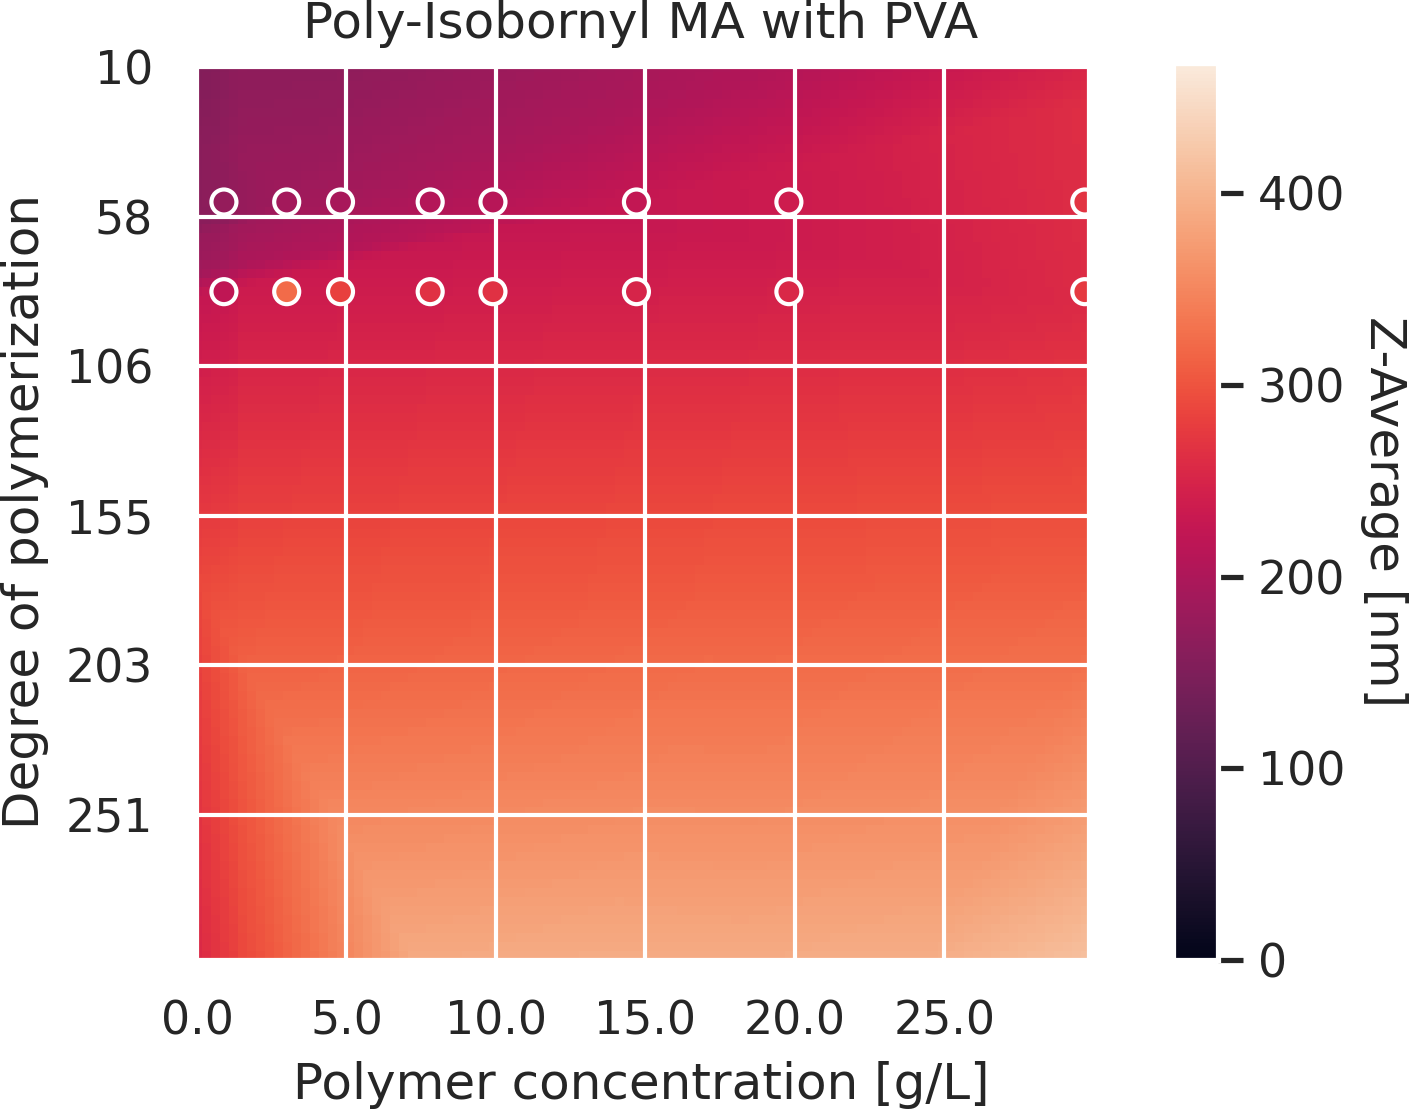 Poly-Isobornyl MA with PVA
10
58
106
155
203
251
Degree of polymerization
0.0 5.0 10.0 15.0 20.0 25.0
Polymer concentration [g/L]
400
300
200
100
0
Z-Average [nm]